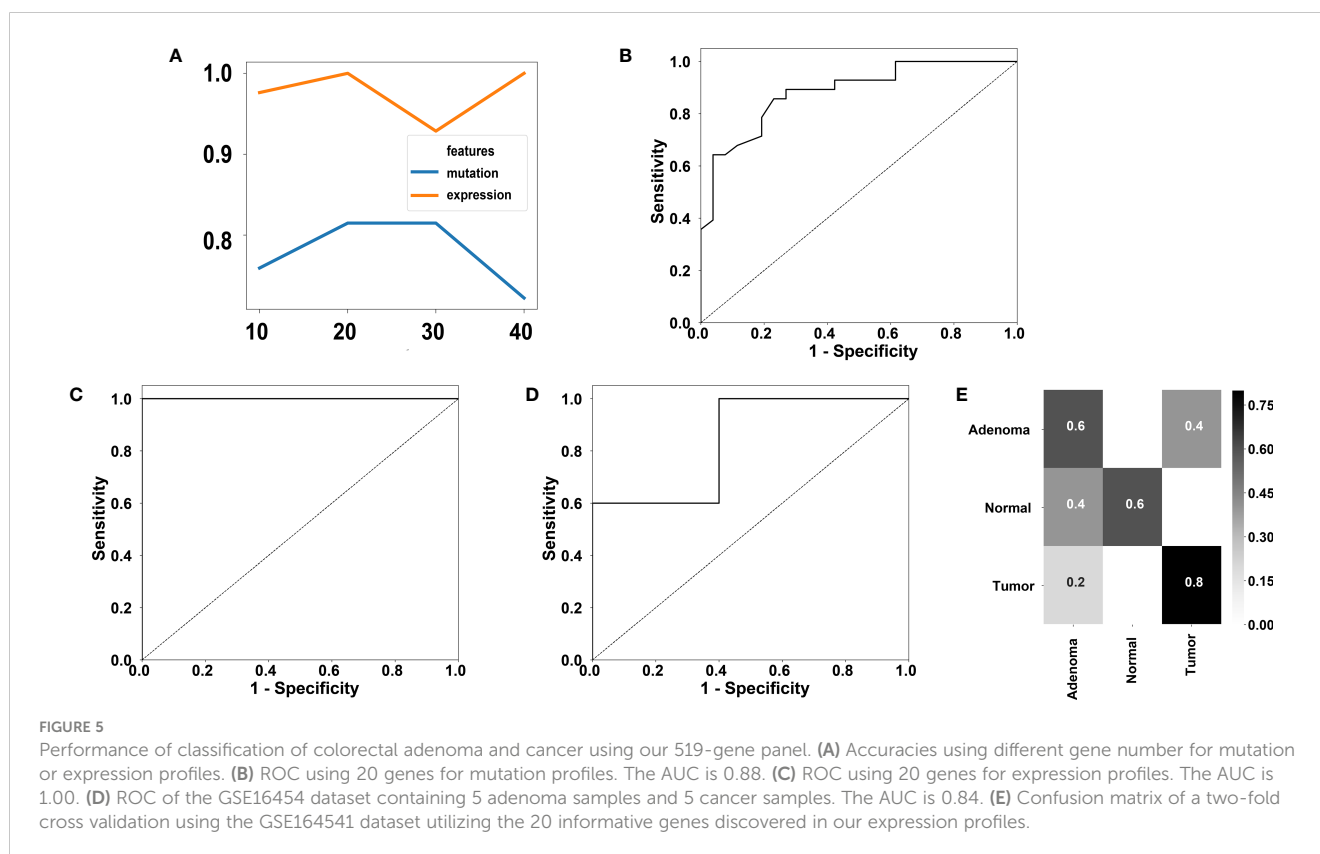 A
1.0
0.9
0.8
10 20 30 40
features
mutation
expression
B
1.0
0.8
0.6
0.4
0.2
0.0
Sensitivity
0.0 0.2 0.4 0.6 0.8 1.0
1 - Specificity
C
1.0
0.8
0.6
0.4
0.2
0.0
Sensitivity
0.0 0.2 0.4 0.6 0.8 1.0
1 - Specificity
D
1.0
0.8
0.6
0.4
0.2
0.0
Sensitivity
0.0 0.2 0.4 0.6 0.8 1.0
1 - Specificity
E
Adenoma 0.6 0.4
Normal 0.4 0.6
Tumor 0.2 0.8
Adenoma Normal Tumor
0.75
0.60
0.45
0.30
0.15
0.00
FIGURE 5
Performance of classification of colorectal adenoma and cancer using our 519-gene panel. (A) Accuracies using different gene number for mutation
or expression profiles. (B) ROC using 20 genes for mutation profiles. The AUC is 0.88. (C) ROC using 20 genes for expression profiles. The AUC is
1.00. (D) ROC of the GSE16454 dataset containing 5 adenoma samples and 5 cancer samples. The AUC is 0.84. (E) Confusion matrix of a two-fold
cross validation using the GSE164541 dataset utilizing the 20 informative genes discovered in our expression profiles.